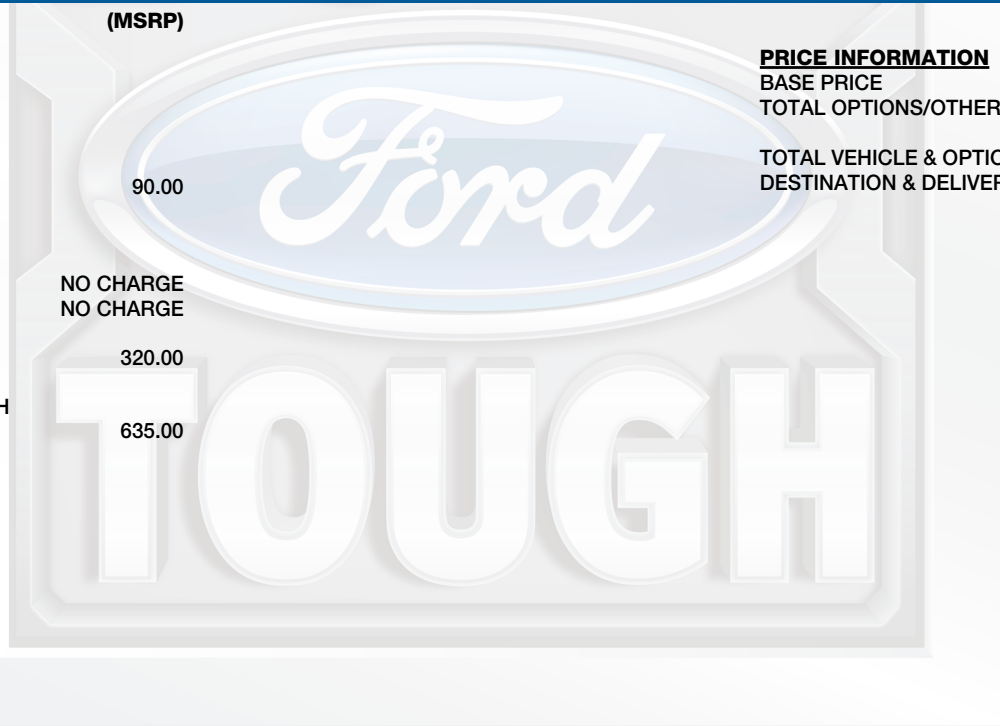 (MSRP)
90.00
NO CHARGE
NO CHARGE
320.00
H
635.00
PRICE INFORMATION
BASE PRICE
TOTAL OPTIONS/OTHER
TOTAL VEHICLE & OPTIO
DESTINATION & DELIVER
Ford
TOUGH